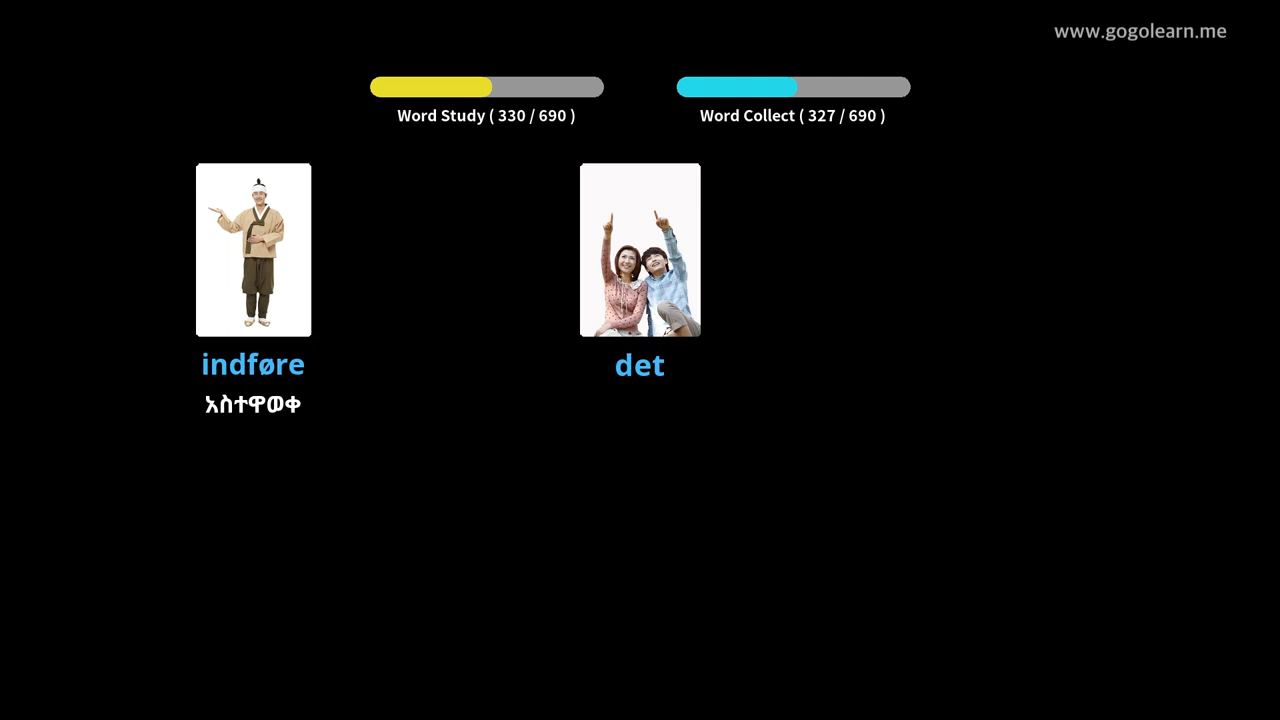 www.gogolearn.me
Word Study ( 330 / 690 )
Word Collect ( 327 / 690 )
indføre
det
አስተዋወቀ